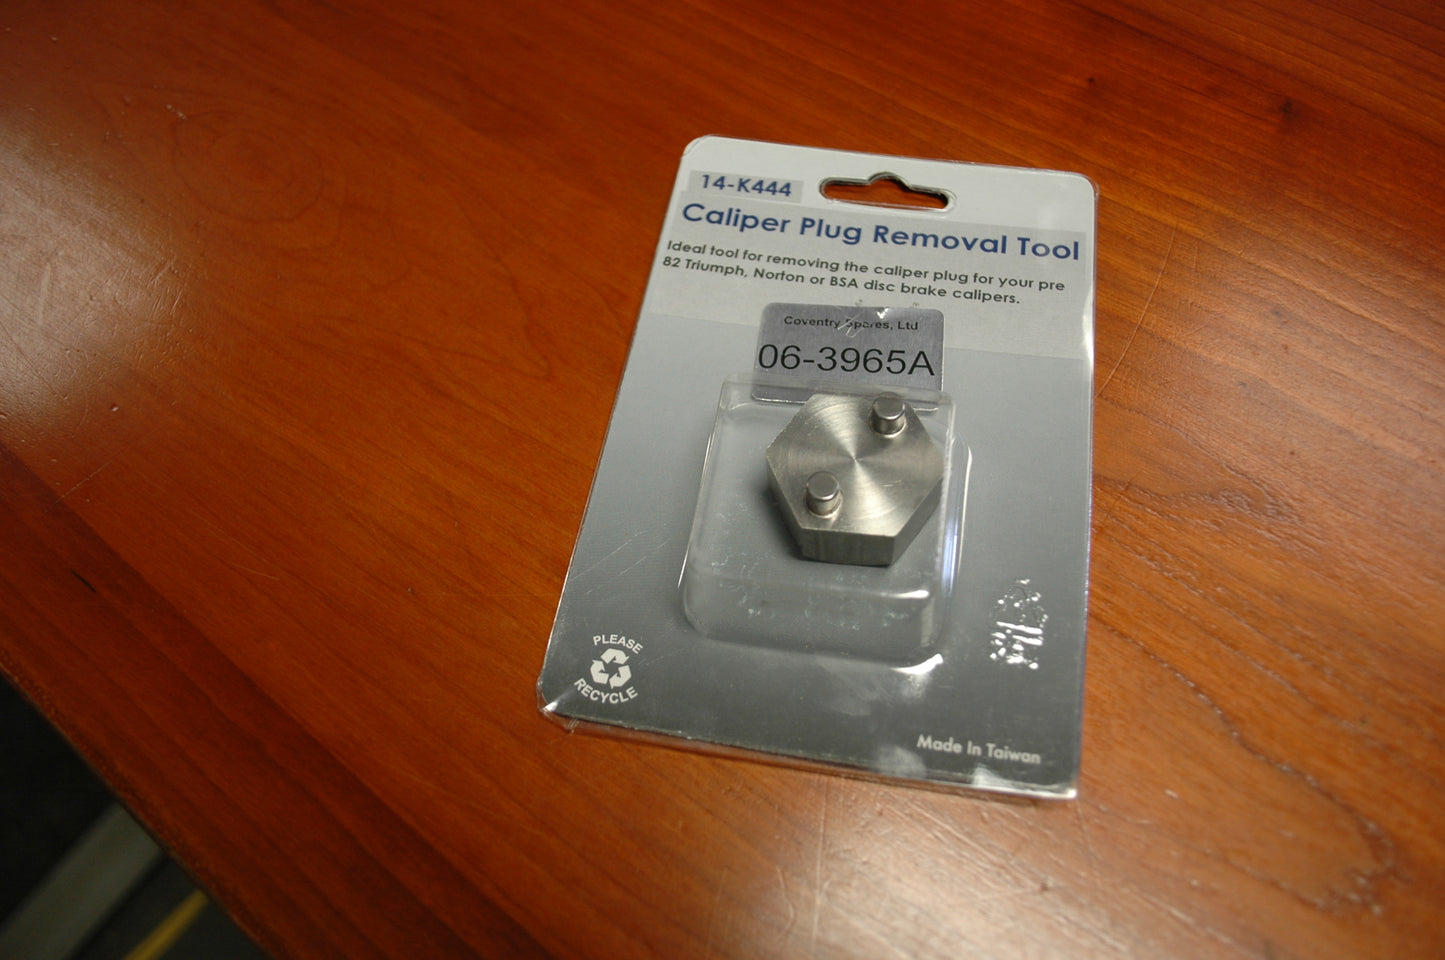 14-K444
Caliper Plug Removal Tool
Ideal tool for removing the caliper plug for your pre
82 Triumph, Norton or BSA disc brake calipers.
Coventry Spares, Ltd
06-3965A
PLEASE
RECYCLE
Made In Taiwan